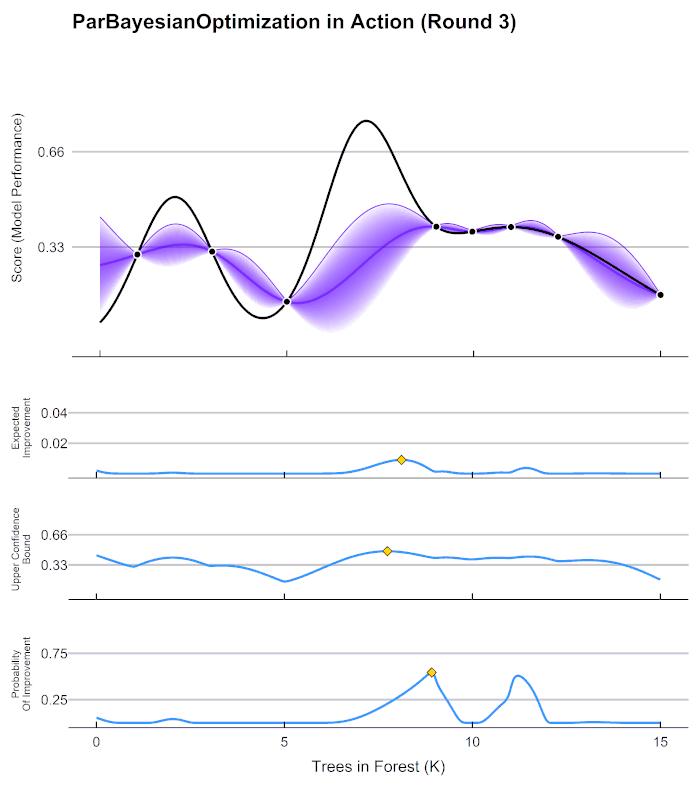 ParBayesianOptimization in Action (Round 3)
Score (Model Performance)
0.66
0.33
Expected
Improvement
0.04
0.02
Upper Confidence
Bound
0.66
0.33
Probability
Of Improvement
0.75
0.25
0 5 10 15
Trees in Forest (K)